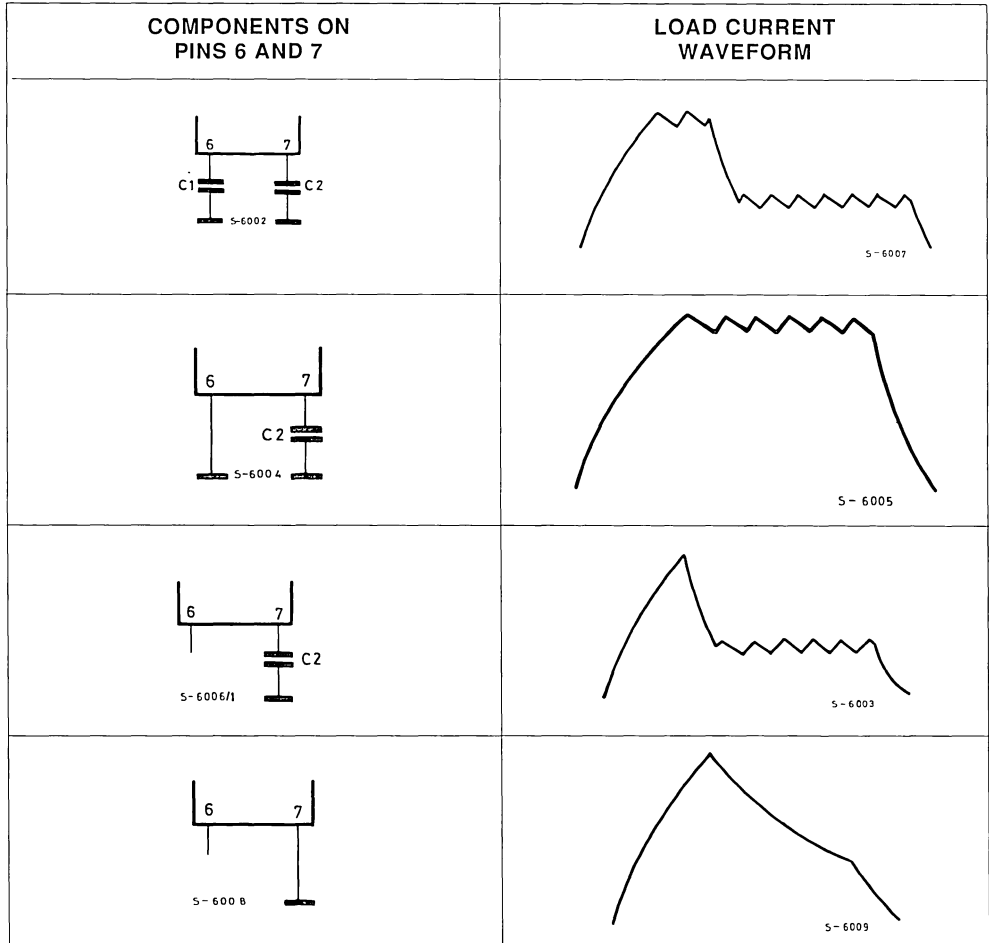 COMPONENTS ON
PINS 6 AND 7
LOAD CURRENT
WAVEFORM
6 7
C1 C2
S-6002
S-6007
6 7
C2
S-6004
S-6005
6 7
C2
S-6006/1
S-6003
6 7
S-6008
S-6009